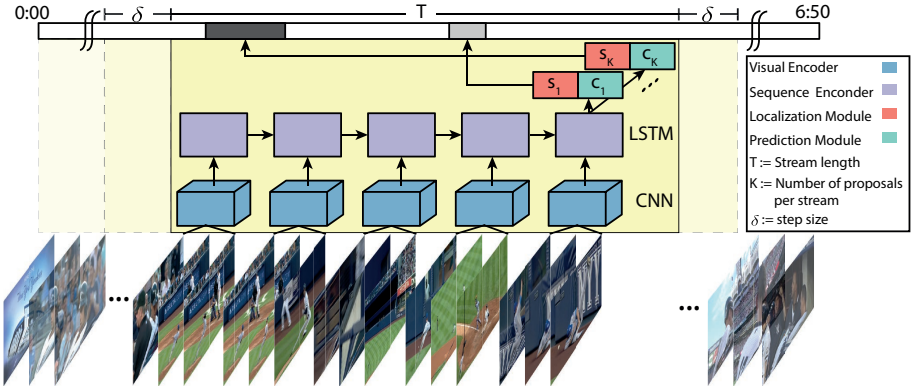 0:00 δ T δ 6:50
S_K C_K
S_1 C_1
LSTM
CNN
Visual Encoder
Sequence Enconder
Localization Module
Prediction Module
T := Stream length
K := Number of proposals
per stream
δ := step size